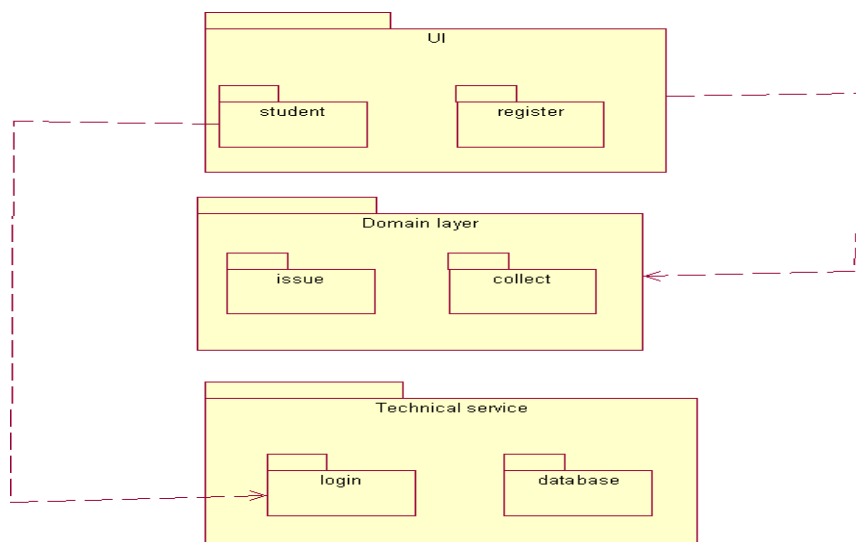 UI
student
register
Domain layer
issue
collect
Technical service
login
database